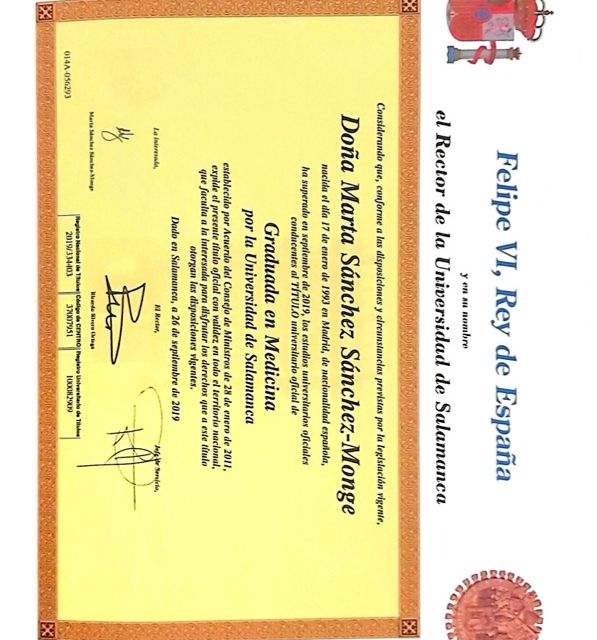 Felipe VI, Rey de España
y en su nombre
el Rector de la Universidad de Salamanca
Considerando que, conforme a las disposiciones y circunstancias previstas por la legislación vigente,
Doña Marta Sánchez Sánchez-Monge
nacida el día 17 de enero de 1993 en Madrid, de nacionalidad española,
ha superado en septiembre de 2019, los estudios universitarios oficiales
conducentes al TÍTULO universitario oficial de
Graduada en Medicina
por la Universidad de Salamanca
establecido por Acuerdo del Consejo de Ministros de 28 de enero de 2011,
expide el presente título oficial con validez en todo el territorio nacional,
que faculta a la interesada para disfrutar los derechos que a este título
otorgan las disposiciones vigentes.
Dado en Salamanca, a 26 de septiembre de 2019
La interesada,
El Rector,
Jefe de Servicio,
Marta Sánchez Sánchez-Monge
Ricardo Rivero Ortega
Registro Nacional de Títulos Código de CENTRO Registro Universitario de Títulos
2019/334403 37007951 100082909
014A-056293